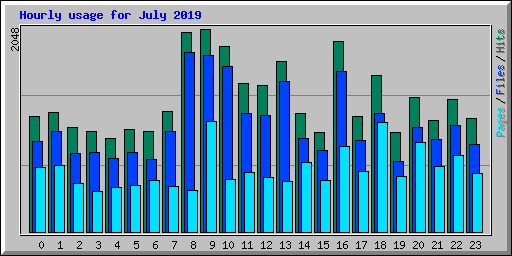 Hourly usage for July 2019
2048
Pages/Files/Hits
0 1 2 3 4 5 6 7 8 9 10 11 12 13 14 15 16 17 18 19 20 21 22 23